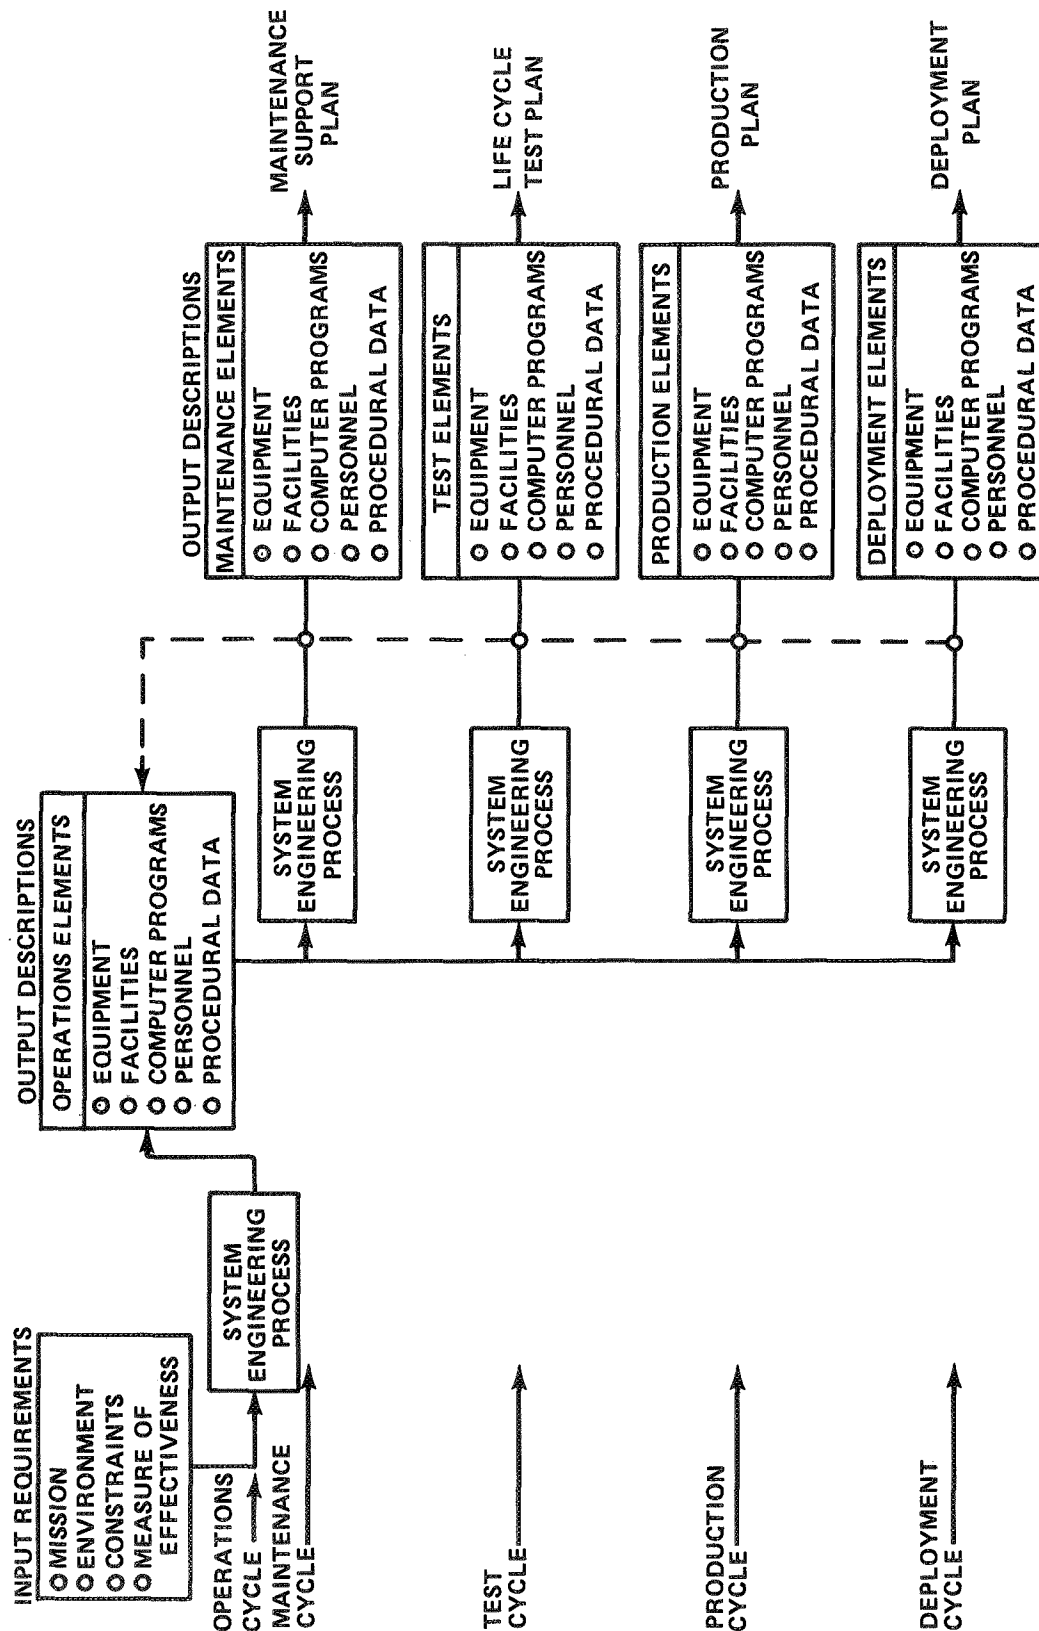 INPUT REQUIREMENTS
O MISSION
O ENVIRONMENT
O CONSTRAINTS
O MEASURE OF
EFFECTIVENESS
OPERATIONS
CYCLE
SYSTEM
ENGINEERING
PROCESS
OUTPUT DESCRIPTIONS
OPERATIONS ELEMENTS
O EQUIPMENT
O FACILITIES
O COMPUTER PROGRAMS
O PERSONNEL
O PROCEDURAL DATA
MAINTENANCE
CYCLE
SYSTEM
ENGINEERING
PROCESS
OUTPUT DESCRIPTIONS
MAINTENANCE ELEMENTS
O EQUIPMENT
O FACILITIES
O COMPUTER PROGRAMS
O PERSONNEL
O PROCEDURAL DATA
MAINTENANCE
SUPPORT
PLAN
TEST
CYCLE
SYSTEM
ENGINEERING
PROCESS
TEST ELEMENTS
O EQUIPMENT
O FACILITIES
O COMPUTER PROGRAMS
O PERSONNEL
O PROCEDURAL DATA
LIFE CYCLE
TEST PLAN
PRODUCTION
CYCLE
SYSTEM
ENGINEERING
PROCESS
PRODUCTION ELEMENTS
O EQUIPMENT
O FACILITIES
O COMPUTER PROGRAMS
O PERSONNEL
O PROCEDURAL DATA
PRODUCTION
PLAN
DEPLOYMENT
CYCLE
SYSTEM
ENGINEERING
PROCESS
DEPLOYMENT ELEMENTS
O EQUIPMENT
O FACILITIES
O COMPUTER PROGRAMS
O PERSONNEL
O PROCEDURAL DATA
DEPLOYMENT
PLAN